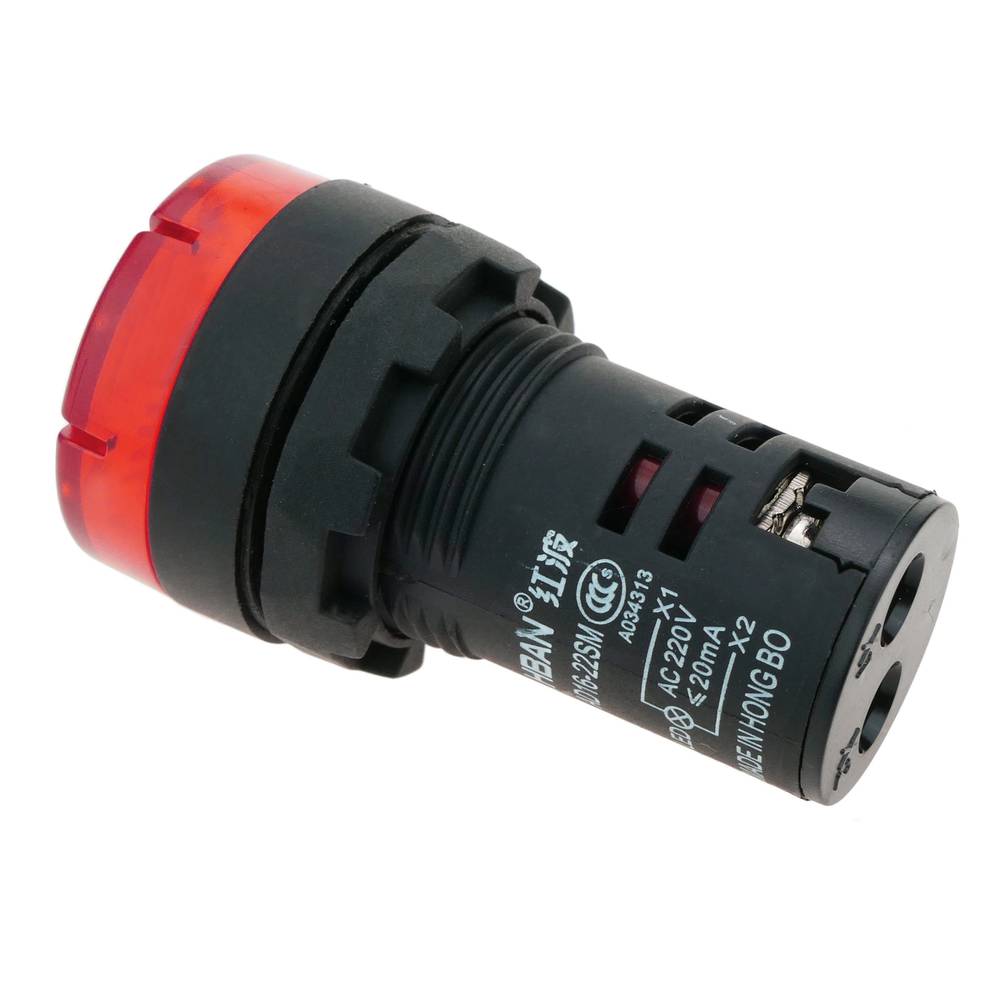 HBAN® 红波
AD16-22SM CCC S
A034313
X1
AC 220V
≤20mA
LED
X2
MADE IN HONG BO